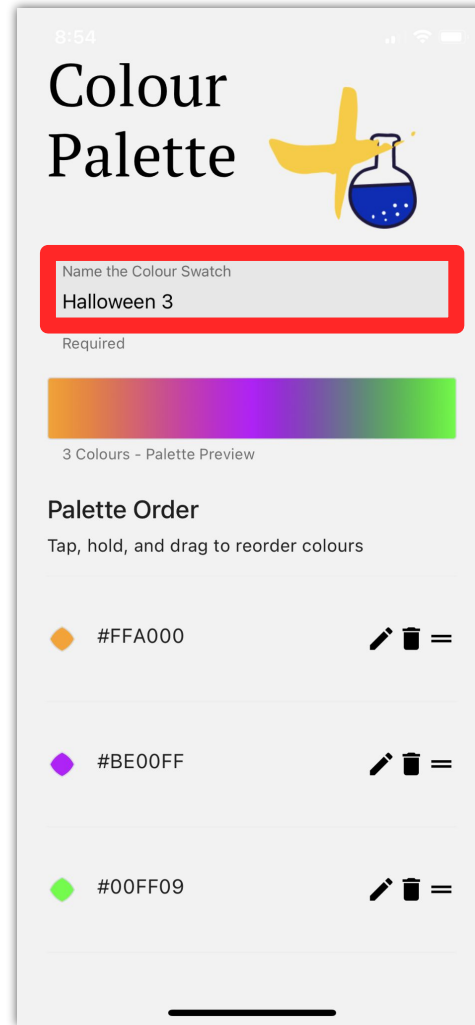 8:54
Colour
Palette
Name the Colour Swatch
Halloween 3
Required
3 Colours - Palette Preview
Palette Order
Tap, hold, and drag to reorder colours
#FFA000
#BE00FF
#00FF09